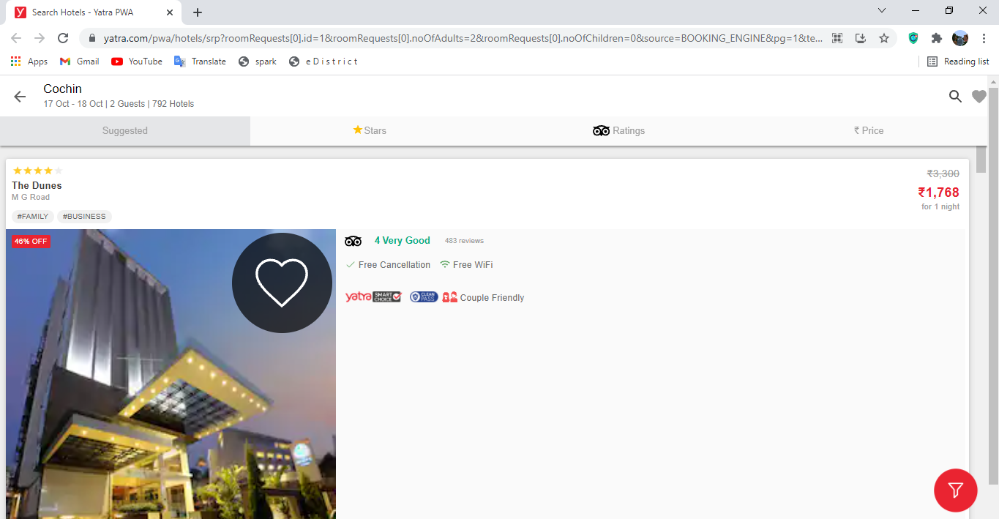 Search Hotels - Yatra PWA
yatra.com/pwa/hotels/srp?roomRequests[0].id=1&roomRequests[0].noOfAdults=2&roomRequests[0].noOfChildren=0&source=BOOKING_ENGINE&pg=1&te...
Apps Gmail YouTube Translate spark e D i s t r i c t Reading list
Cochin
17 Oct - 18 Oct | 2 Guests | 792 Hotels
Suggested Stars Ratings ₹ Price
The Dunes
M G Road
#FAMILY #BUSINESS
₹3,300
₹1,768
for 1 night
46% OFF
4 Very Good 483 reviews
Free Cancellation Free WiFi
yatra SMART CHOICE CLEAN PASS Couple Friendly